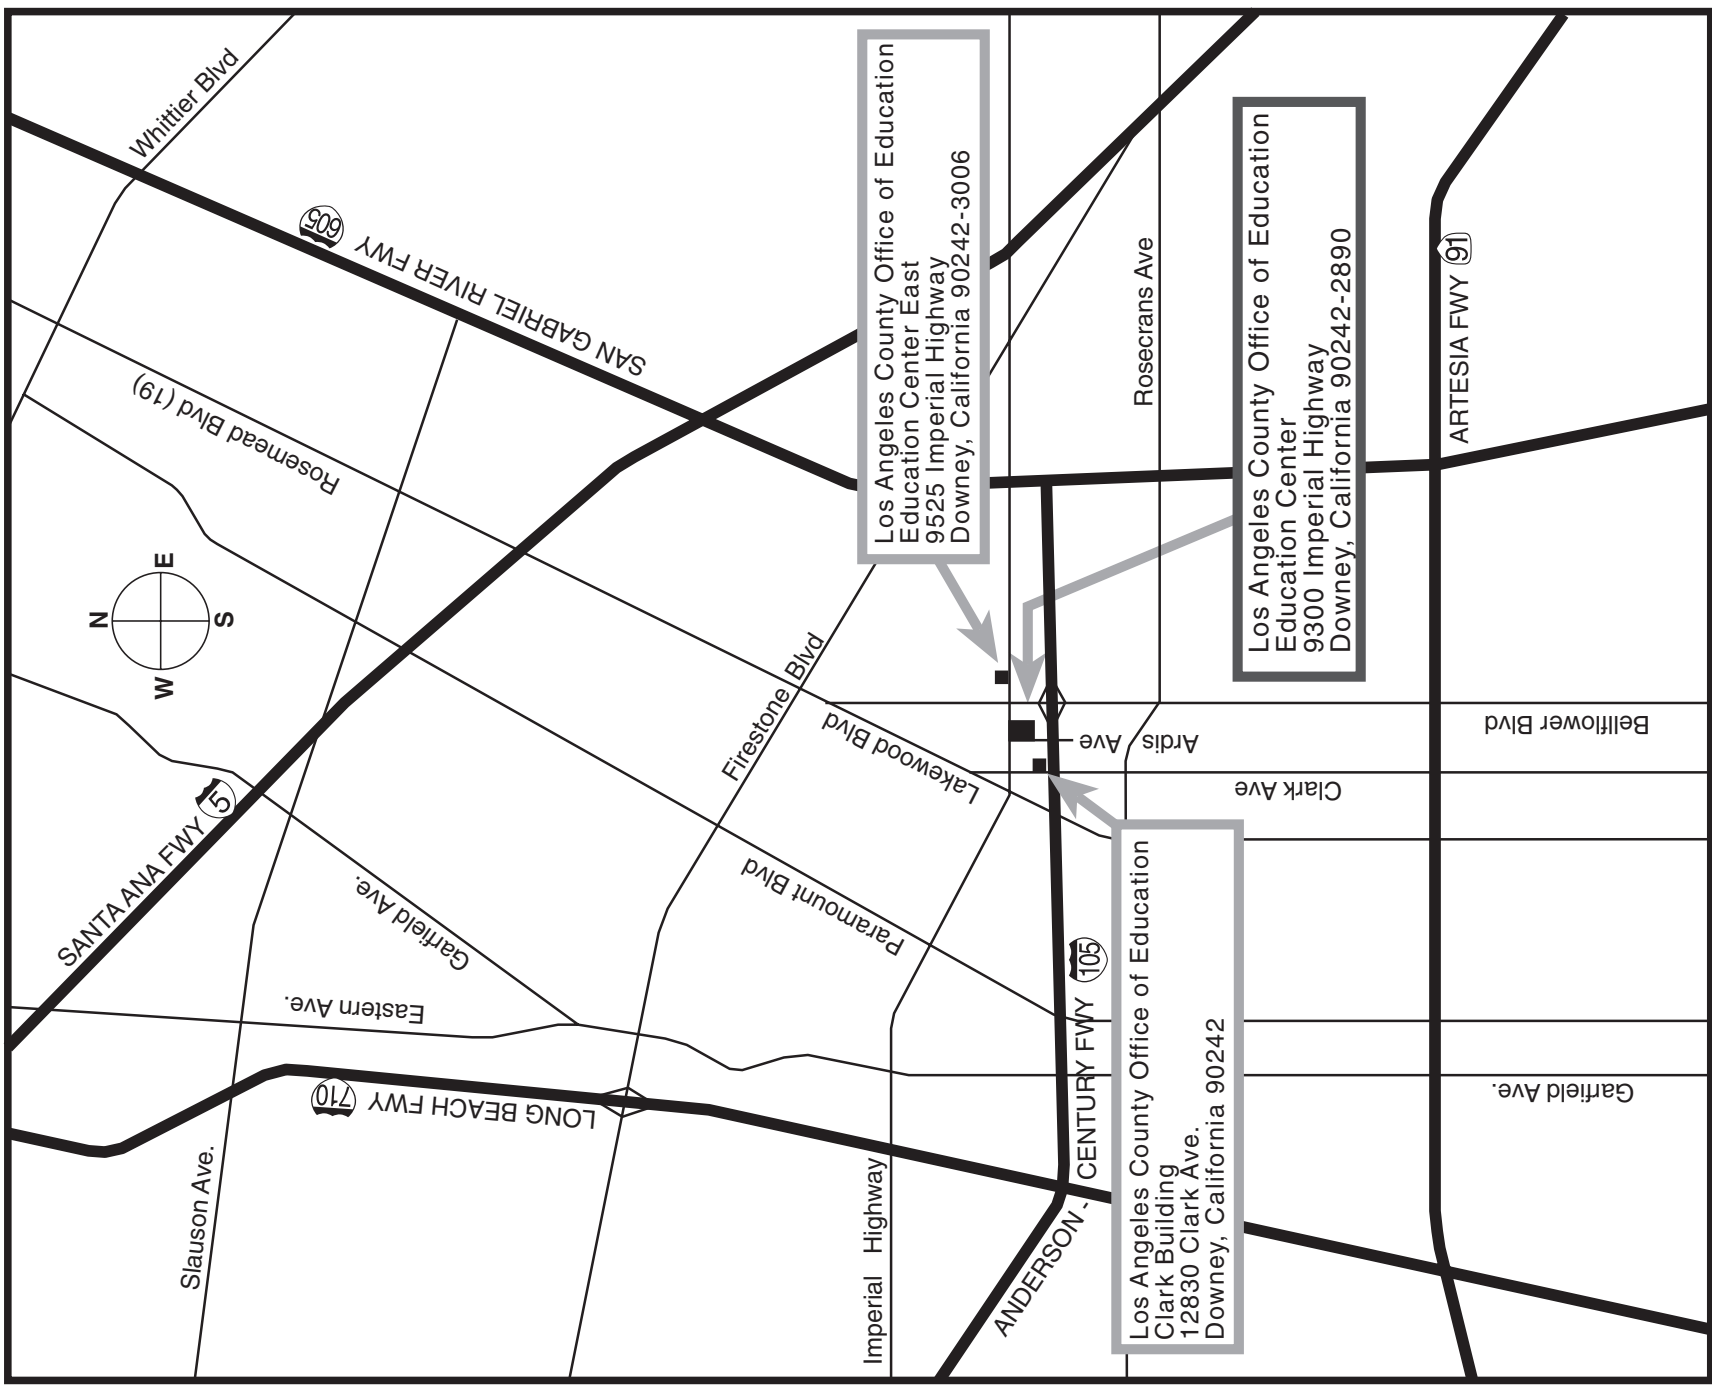 Whittier Blvd
605
SAN GABRIEL RIVER FWY
Rosemead Blvd (19)
N
E
S
W
SANTA ANA FWY
5
Garfield Ave.
Eastern Ave.
710
LONG BEACH FWY
Slauson Ave.
Firestone Blvd
Lakewood Blvd
Paramount Blvd
Imperial Highway
Los Angeles County Office of Education
Education Center East
9525 Imperial Highway
Downey, California 90242-3006
Rosecrans Ave
Los Angeles County Office of Education
Education Center
9300 Imperial Highway
Downey, California 90242-2890
ARTESIA FWY
91
Ardis Ave
Bellflower Blvd
Clark Ave
ANDERSON - CENTURY FWY
105
Los Angeles County Office of Education
Clark Building
12830 Clark Ave.
Downey, California 90242
Garfield Ave.